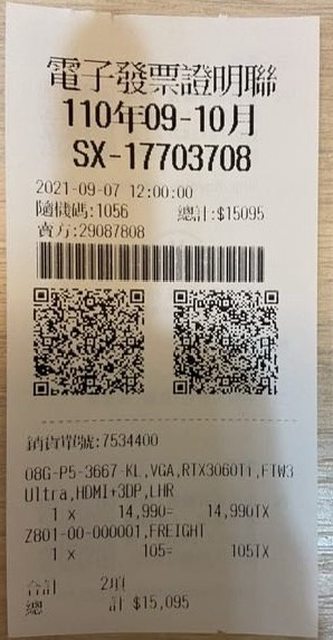 電子發票證明聯
110年09-10月
SX-17703708
2021-09-07 12:00:00
隨機碼:1056 總計:$15095
賣方:29087808
銷貨單號:7534400
08G-P5-3667-KL,VGA,RTX3060Ti,FTW3
Ultra,HDMI+3DP,LHR
1 x 14,990= 14,990TX
Z801-00-000001,FREIGHT
1 x 105= 105TX
合計 2項
總 計 $15,095